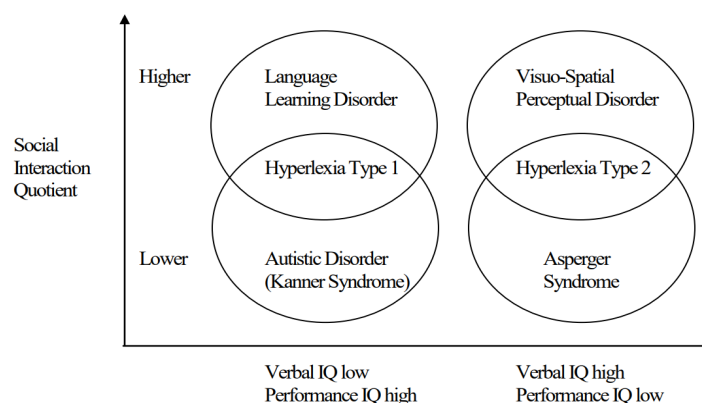 Higher
Language
Learning Disorder
Visuo-Spatial
Perceptual Disorder
Social
Interaction
Quotient
Hyperlexia Type 1
Hyperlexia Type 2
Lower
Autistic Disorder
(Kanner Syndrome)
Asperger
Syndrome
Verbal IQ low
Performance IQ high
Verbal IQ high
Performance IQ low